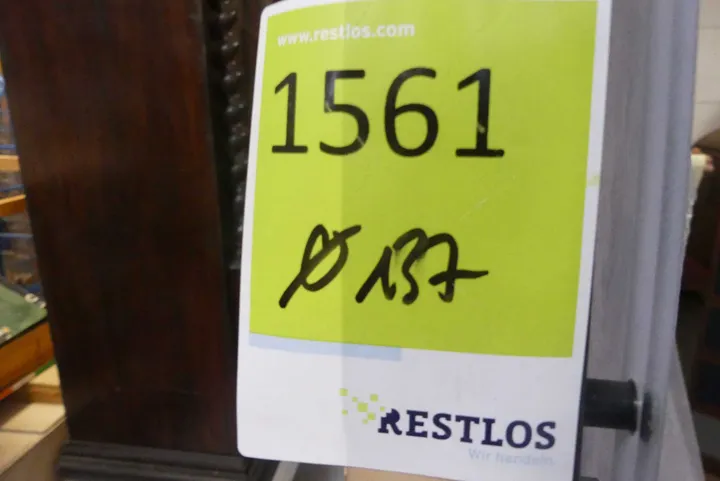 www.restlos.com
1561
Ø 137
RESTLOS
Wir handeln